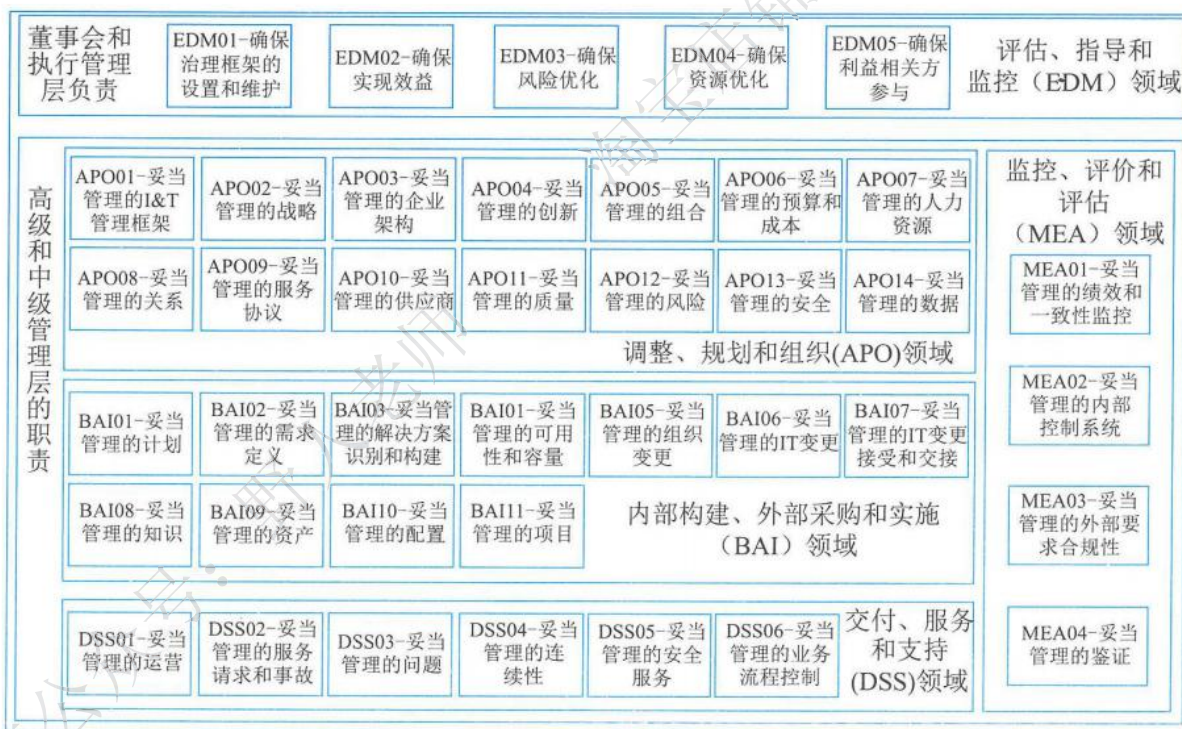 董事会和
执行管理
层负责
EDM01-确保
治理框架的
设置和维护
EDM02-确保
实现效益
EDM03-确保
风险优化
EDM04-确保
资源优化
EDM05-确保
利益相关方
参与
评估、指导和
监控（EDM）领域
高级和中级管理层的职责
APO01-妥当
管理的I&T
管理框架
APO02-妥当
管理的战略
APO03-妥当
管理的企业
架构
APO04-妥当
管理的创新
APO05-妥当
管理的组合
APO06-妥当
管理的预算和
成本
APO07-妥当
管理的人力
资源
APO08-妥当
管理的关系
APO09-妥当
管理的服务
协议
APO10-妥当
管理的供应商
APO11-妥当
管理的质量
APO12-妥当
管理的风险
APO13-妥当
管理的安全
APO14-妥当
管理的数据
调整、规划和组织(APO)领域
BAI01-妥当
管理的计划
BAI02-妥当
管理的需求
定义
BAI03-妥当管
理的解决方案
识别和构建
BAI01-妥当
管理的可用
性和容量
BAI05-妥当
管理的组织
变更
BAI06-妥当
管理的IT变更
BAI07-妥当
管理的IT变更
接受和交接
BAI08-妥当
管理的知识
BAI09-妥当
管理的资产
BAI10-妥当
管理的配置
BAI11-妥当
管理的项目
内部构建、外部采购和实施
（BAI）领域
DSS01-妥当
管理的运营
DSS02-妥当
管理的服务
请求和事故
DSS03-妥当
管理的问题
DSS04-妥当
管理的连
续性
DSS05-妥当
管理的安全
服务
DSS06-妥当
管理的业务
流程控制
交付、服务
和支持
(DSS)领域
监控、评价和
评估
（MEA）领域
MEA01-妥当
管理的绩效和
一致性监控
MEA02-妥当
管理的内部
控制系统
MEA03-妥当
管理的外部要
求合规性
MEA04-妥当
管理的鉴证
公众号：野人老师 淘宝店铺